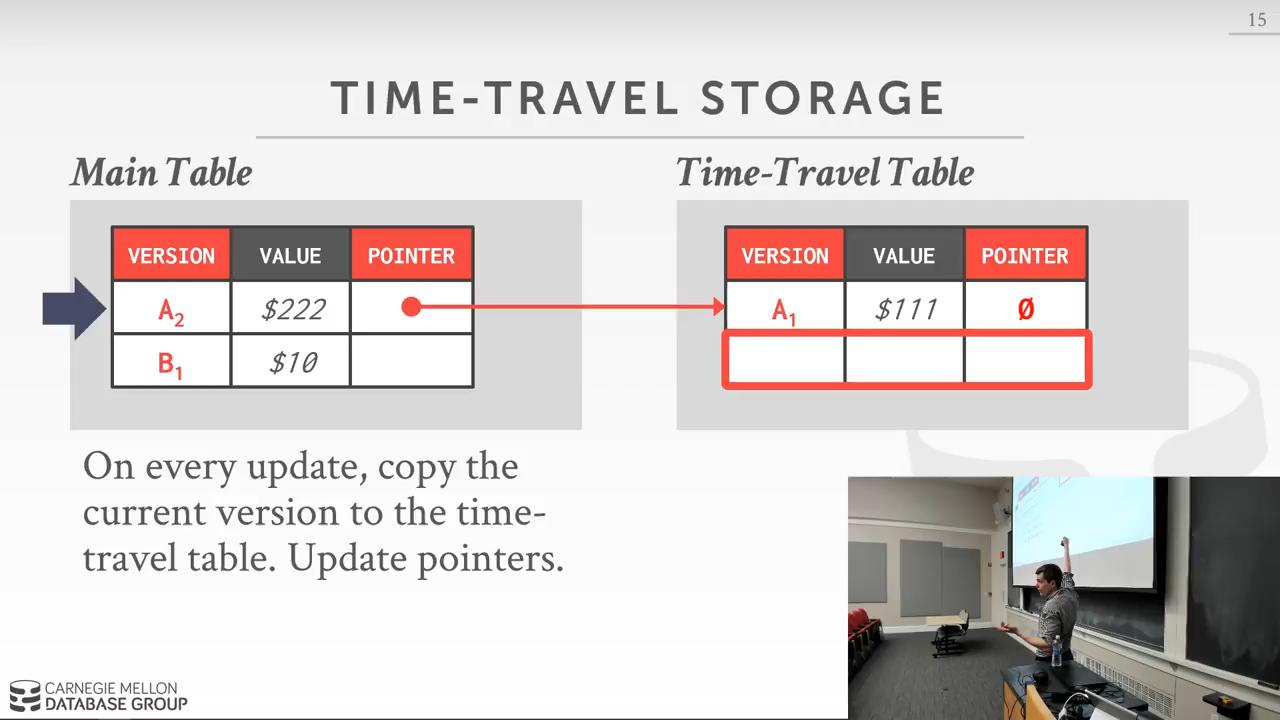 15
TIME-TRAVEL STORAGE
Main Table
VERSION VALUE POINTER
A2 $222
B1 $10
Time-Travel Table
VERSION VALUE POINTER
A1 $111 Ø
On every update, copy the
current version to the time-
travel table. Update pointers.
CARNEGIE MELLON
DATABASE GROUP